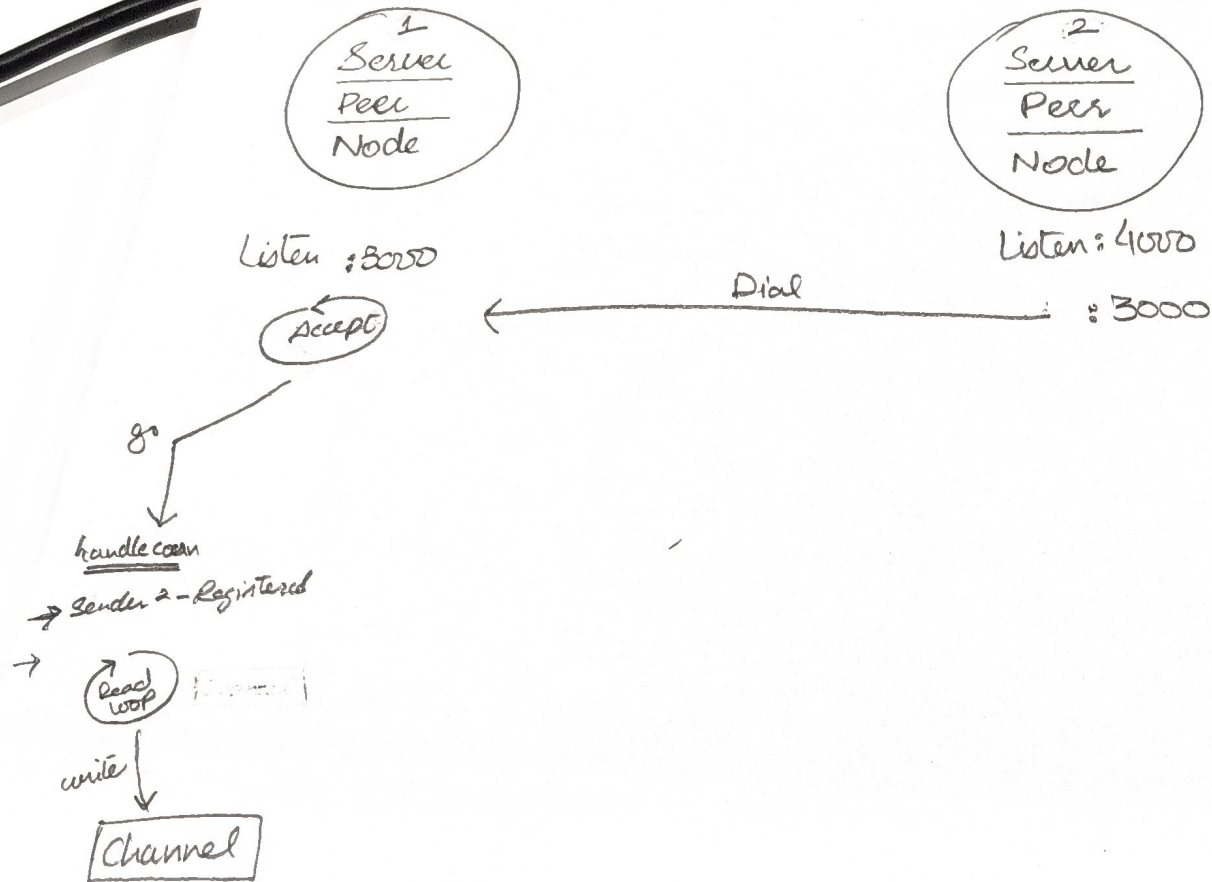 1
Server
Peer
Node
2
Server
Peer
Node
Listen :3000
Listen: 4000
Dial
: 3000
Accept
go
handle conn
→ Sender 2 - Registered
→
Read
loop
write
Channel